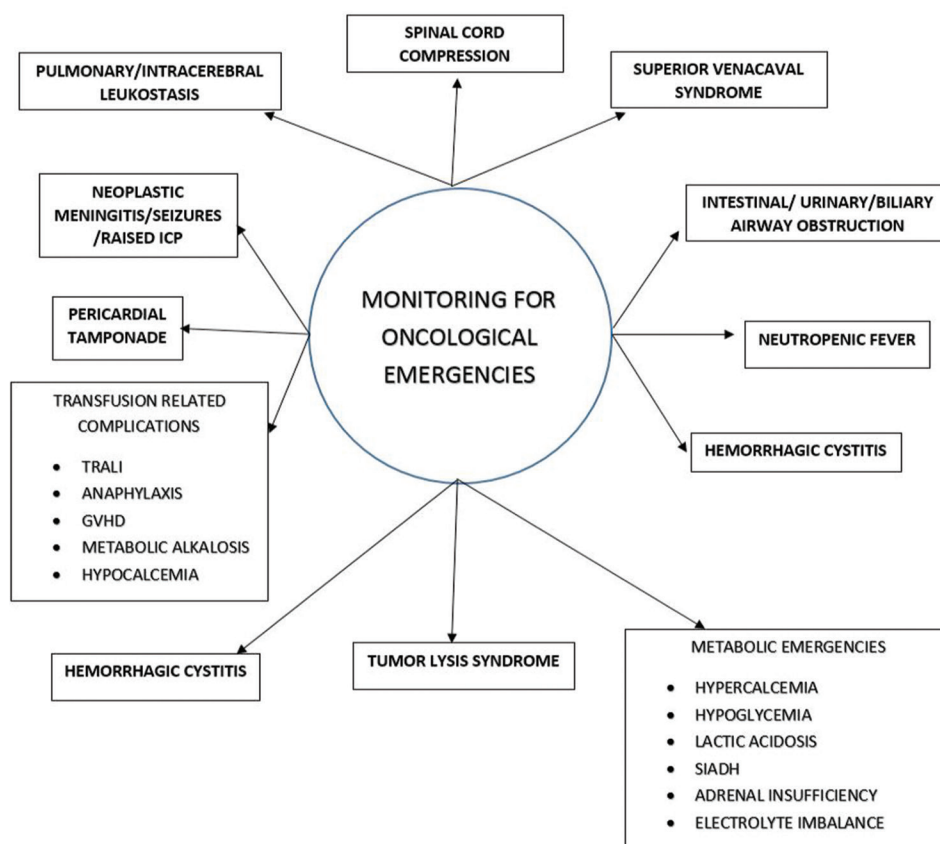 SPINAL CORD
COMPRESSION
PULMONARY/INTRACEREBRAL
LEUKOSTASIS
SUPERIOR VENACAVAL
SYNDROME
NEOPLASTIC
MENINGITIS/SEIZURES
/RAISED ICP
INTESTINAL/ URINARY/BILIARY
AIRWAY OBSTRUCTION
MONITORING FOR
ONCOLOGICAL
EMERGENCIES
PERICARDIAL
TAMPONADE
NEUTROPENIC FEVER
TRANSFUSION RELATED
COMPLICATIONS
• TRALI
• ANAPHYLAXIS
• GVHD
• METABOLIC ALKALOSIS
• HYPOCALCEMIA
HEMORRHAGIC CYSTITIS
HEMORRHAGIC CYSTITIS
TUMOR LYSIS SYNDROME
METABOLIC EMERGENCIES
• HYPERCALCEMIA
• HYPOGLYCEMIA
• LACTIC ACIDOSIS
• SIADH
• ADRENAL INSUFFICIENCY
• ELECTROLYTE IMBALANCE